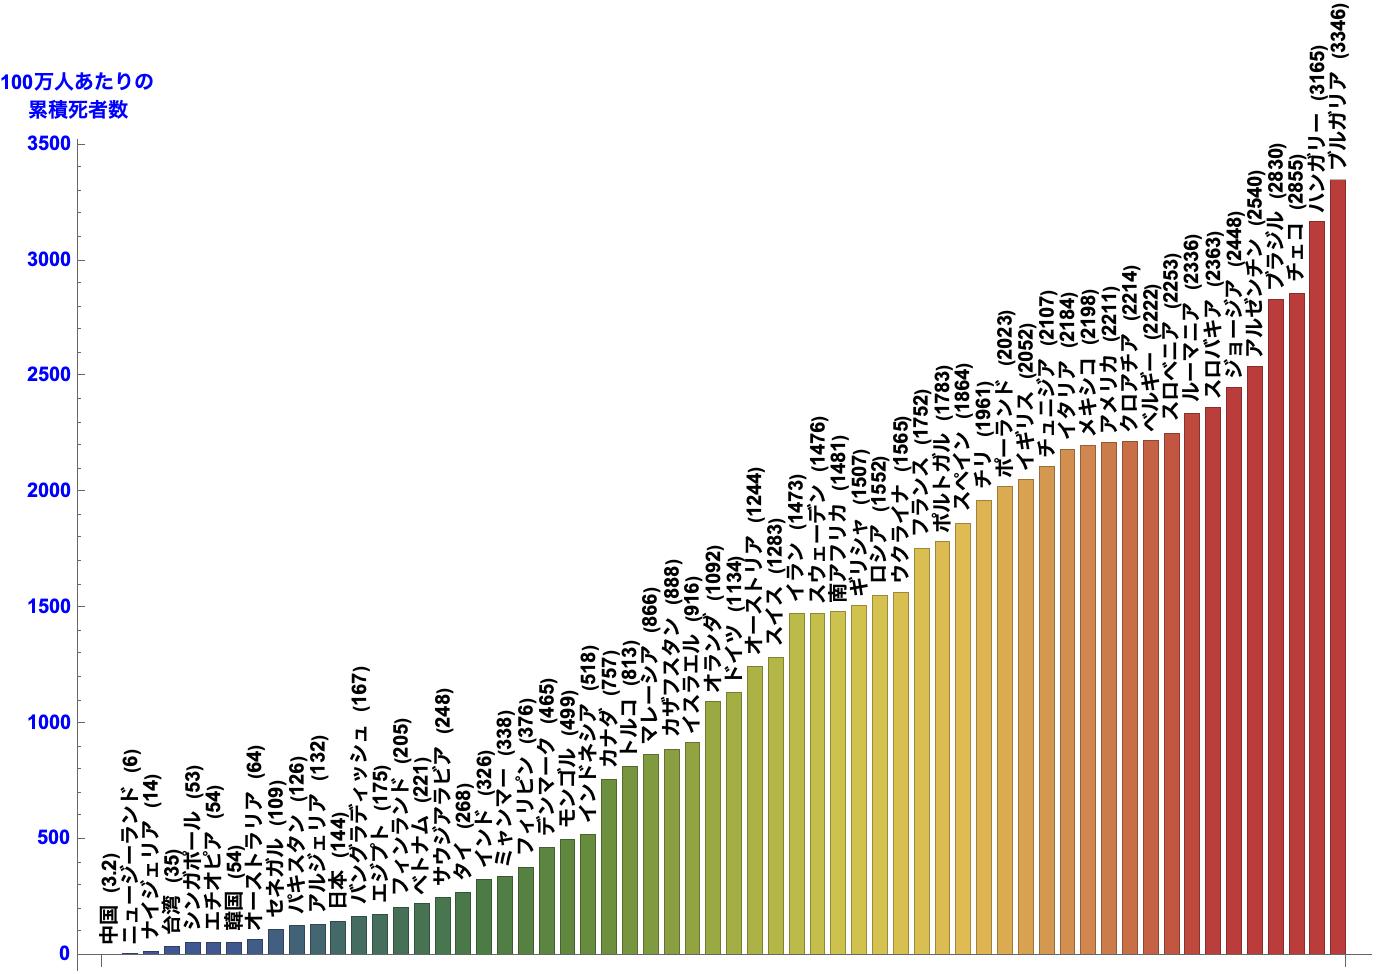 100万人あたりの
累積死者数
3500
3000
2500
2000
1500
1000
500
0
中国 (3.2)
ニュージーランド (6)
ナイジェリア (14)
台湾 (35)
シンガポール (53)
エチオピア (54)
韓国 (54)
オーストラリア (64)
セネガル (109)
パキスタン (126)
アルジェリア (132)
日本 (144)
バングラディッシュ (167)
エジプト (175)
フィンランド (205)
ベトナム (221)
サウジアラビア (248)
タイ (268)
インド (326)
ミャンマー (338)
フィリピン (376)
デンマーク (465)
モンゴル (499)
インドネシア (518)
カナダ (757)
トルコ (813)
マレーシア (866)
カザフスタン (888)
イスラエル (916)
オランダ (1092)
ドイツ (1134)
オーストリア (1244)
スイス (1283)
イラン (1473)
スウェーデン (1476)
南アフリカ (1481)
ギリシャ (1507)
ロシア (1552)
ウクライナ (1565)
フランス (1752)
ポルトガル (1783)
スペイン (1864)
チリ (1961)
ポーランド (2023)
イギリス (2052)
チュニジア (2107)
イタリア (2184)
メキシコ (2198)
アメリカ (2211)
クロアチア (2214)
ベルギー (2222)
スロベニア (2253)
ルーマニア (2336)
スロバキア (2363)
ジョージア (2448)
アルゼンチン (2540)
ブラジル (2830)
チェコ (2855)
ハンガリー (3165)
ブルガリア (3346)